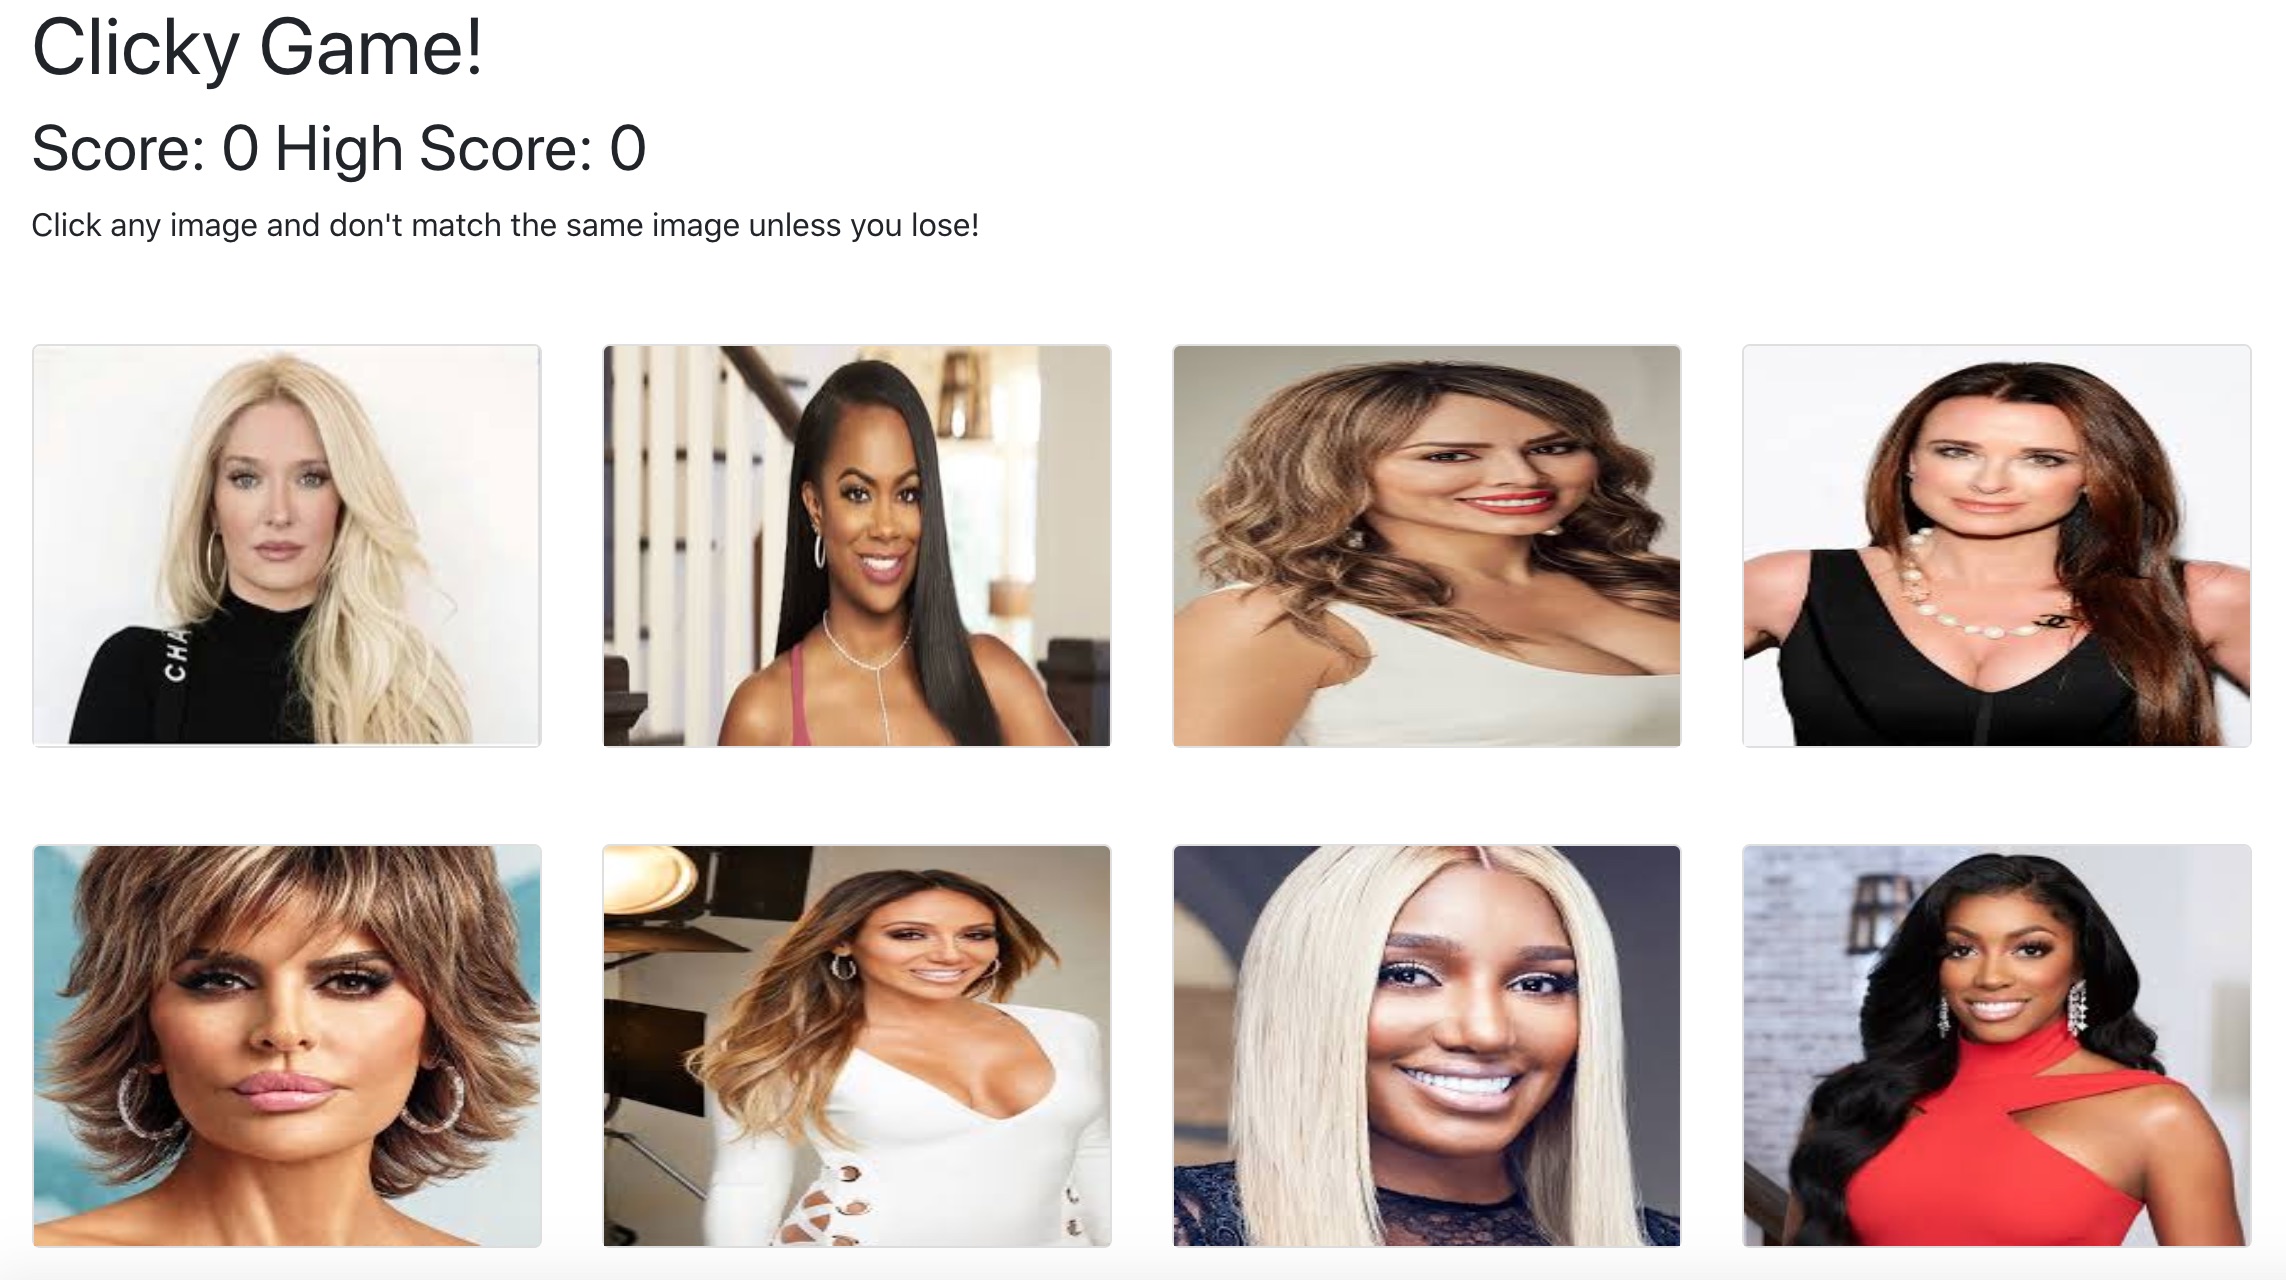 Clicky Game!
Score: 0 High Score: 0
Click any image and don't match the same image unless you lose!
CHA